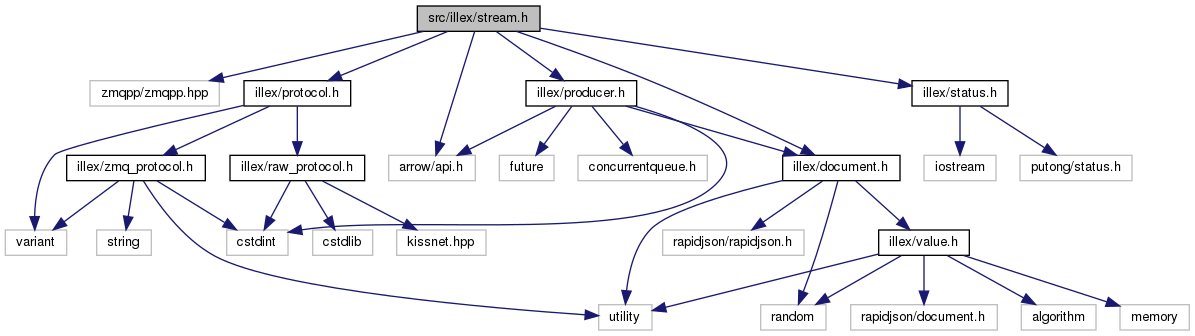 src/illex/stream.h
zmqpp/zmqpp.hpp
illex/protocol.h
illex/producer.h
illex/status.h
illex/zmq_protocol.h
illex/raw_protocol.h
arrow/api.h
future
concurrentqueue.h
illex/document.h
iostream
putong/status.h
variant
string
cstdint
cstdlib
kissnet.hpp
rapidjson/rapidjson.h
illex/value.h
utility
random
rapidjson/document.h
algorithm
memory